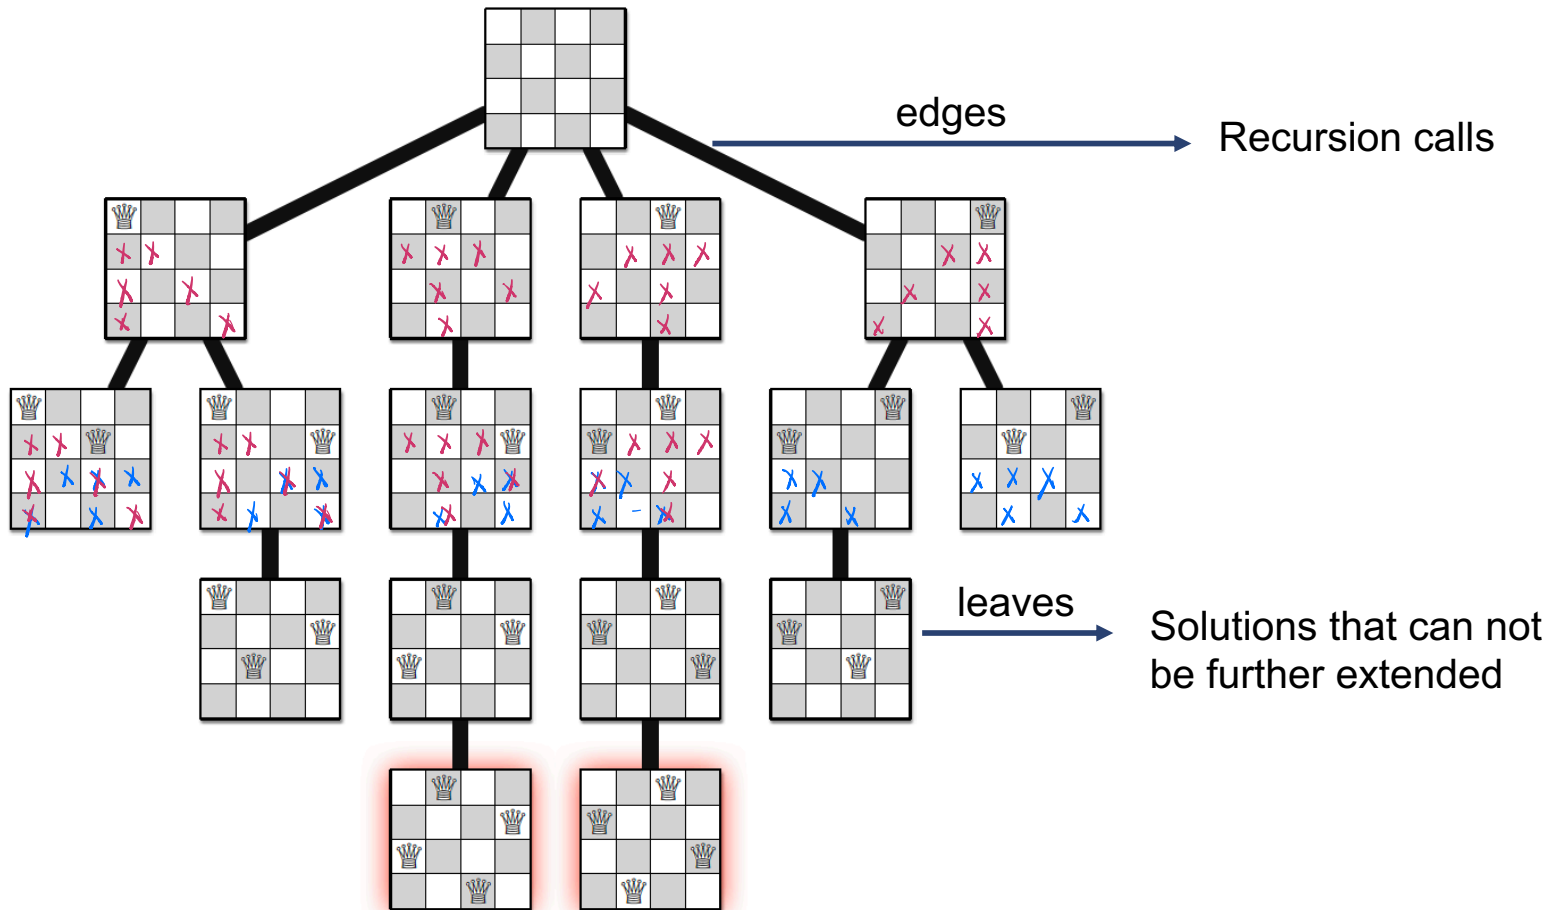 edges
Recursion calls
leaves
Solutions that can not
be further extended